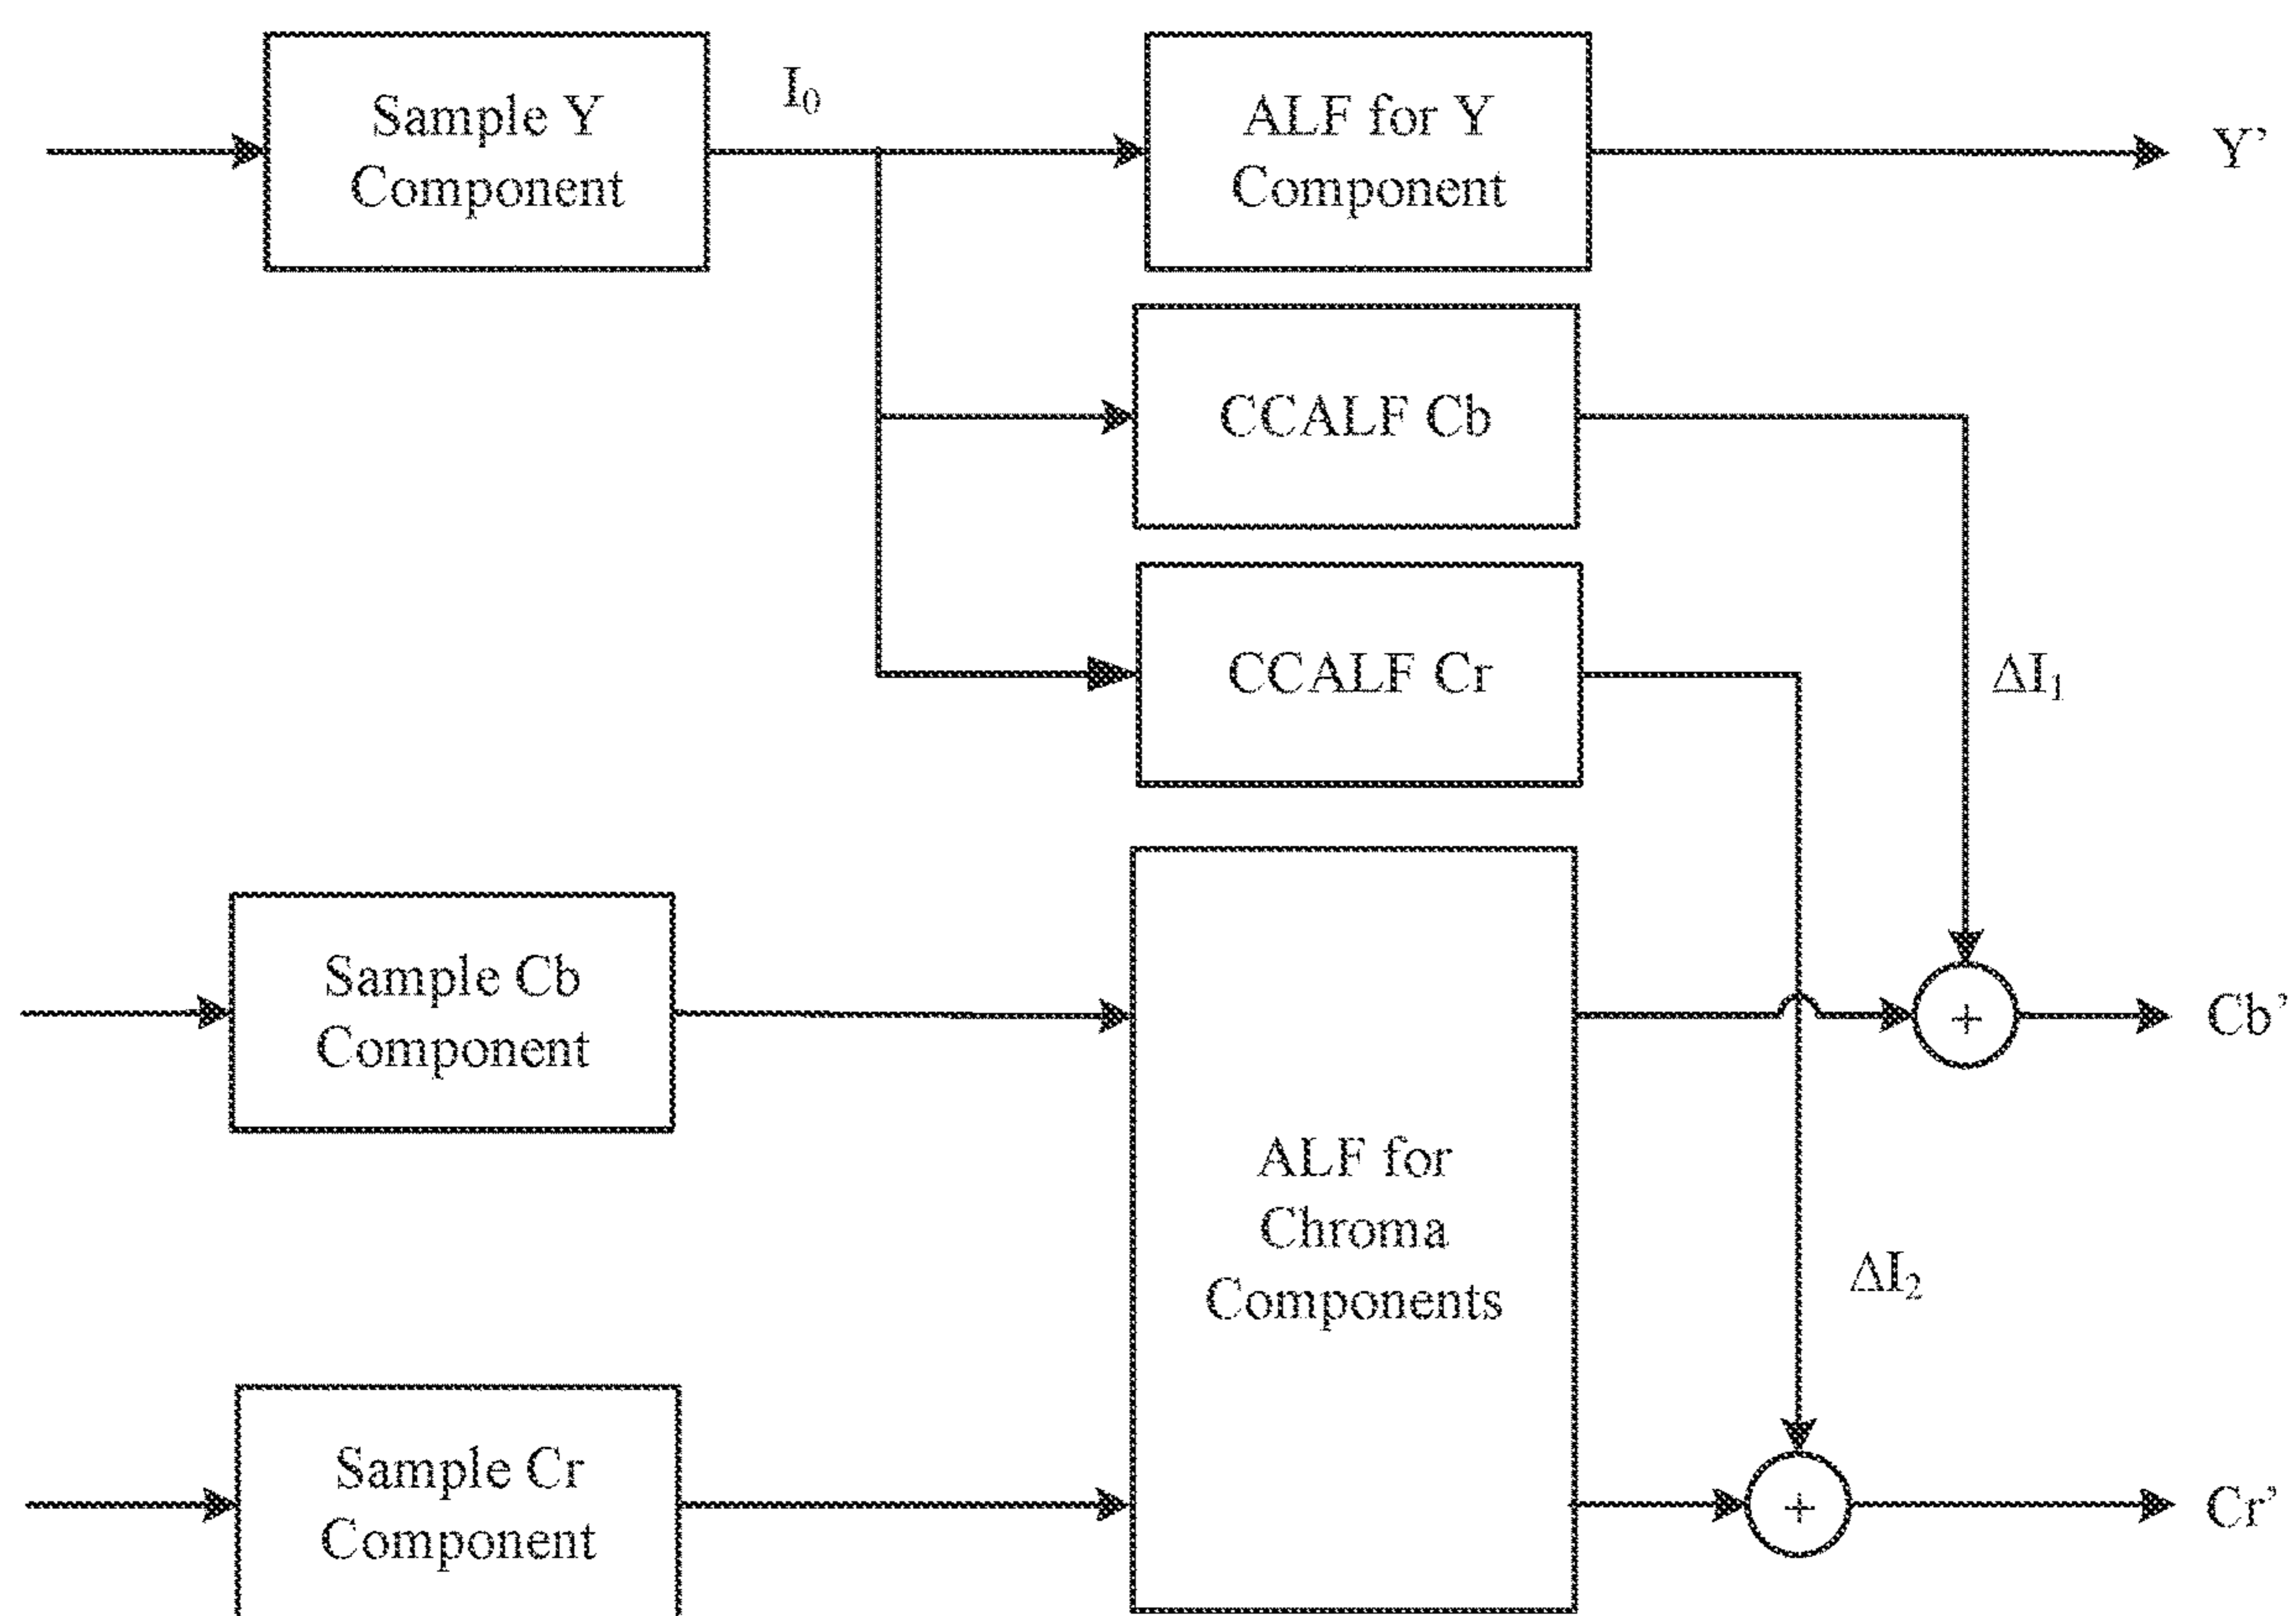 Sample Y
Component
I₀
ALF for Y
Component
Y’
CCALF Cb
CCALF Cr
ΔI₁
Sample Cb
Component
+
Cb’
ALF for
Chroma
Components
ΔI₂
Sample Cr
Component
+
Cr’